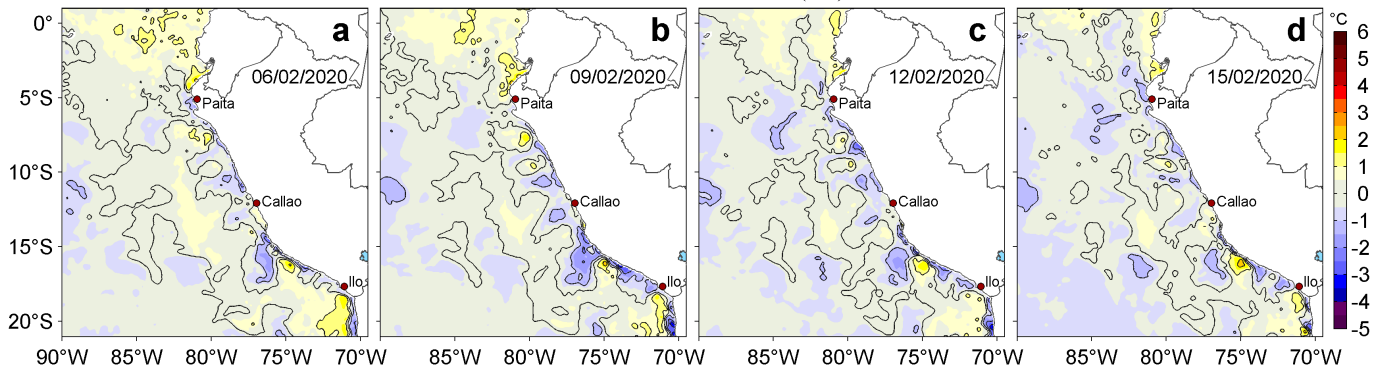 a
b
c
d
°C
06/02/2020
09/02/2020
12/02/2020
15/02/2020
Paita
Paita
Paita
Paita
Callao
Callao
Callao
Callao
Ilo
Ilo
Ilo
Ilo
0°
5°S
10°S
15°S
20°S
90°W 85°W 80°W 75°W 70°W
85°W 80°W 75°W 70°W
85°W 80°W 75°W 70°W
85°W 80°W 75°W 70°W
6
5
4
3
2
1
0
-1
-2
-3
-4
-5